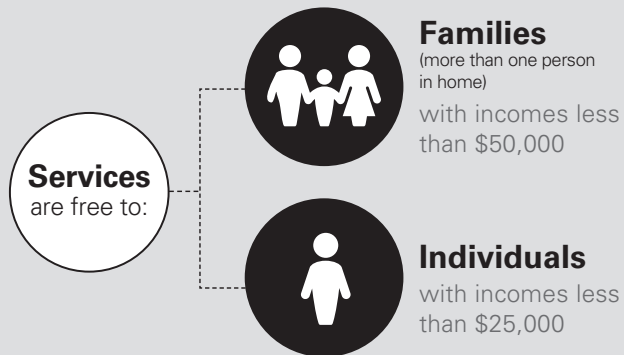 Services
are free to:
Families
(more than one person
in home)
with incomes less
than $50,000
Individuals
with incomes less
than $25,000